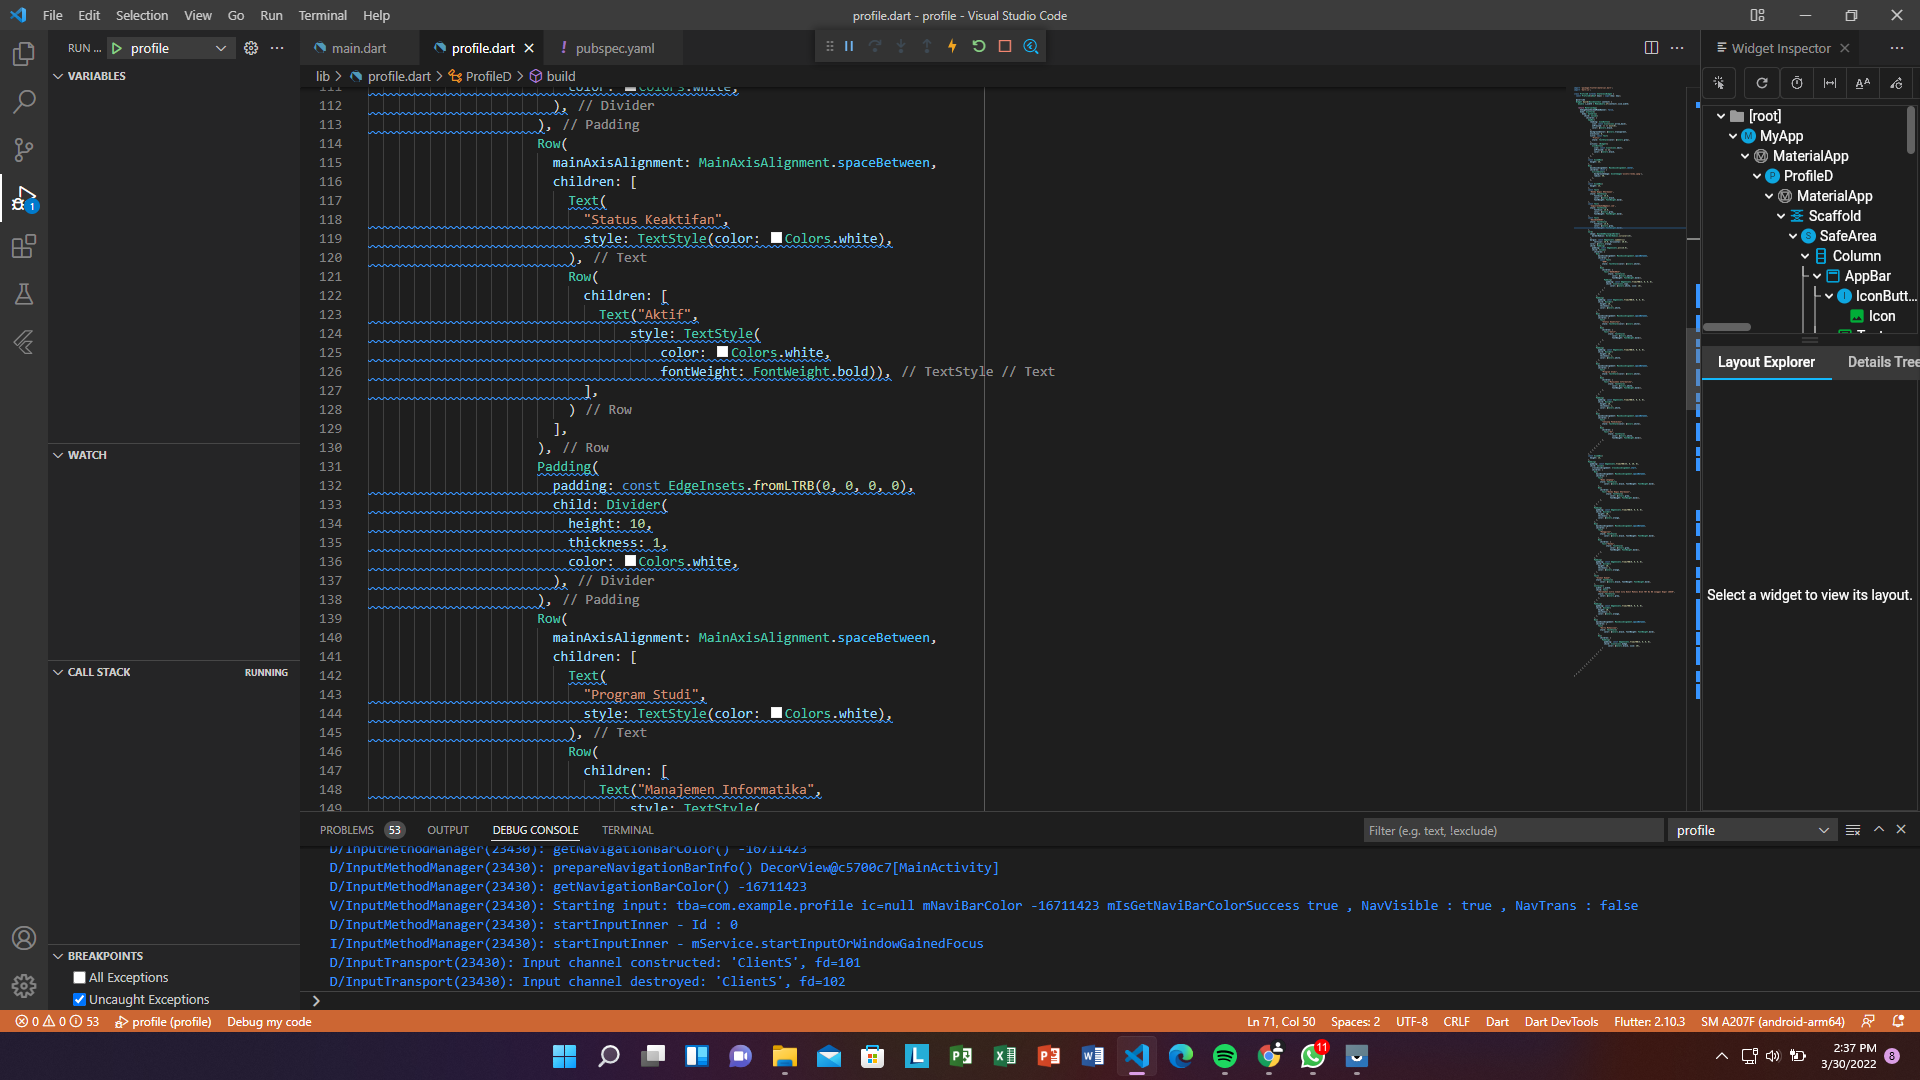 File Edit Selection View Go Run Terminal Help
profile.dart - profile - Visual Studio Code
RUN ... profile
main.dart
profile.dart
! pubspec.yaml
Widget Inspector
lib > profile.dart > ProfileD > build
VARIABLES
WATCH
CALL STACK RUNNING
BREAKPOINTS
All Exceptions
Uncaught Exceptions
1
111 color: Colors.white,
112 ), // Divider
113 ), // Padding
114 Row(
115 mainAxisAlignment: MainAxisAlignment.spaceBetween,
116 children: [
117 Text(
118 "Status Keaktifan",
119 style: TextStyle(color: Colors.white),
120 ), // Text
121 Row(
122 children: [
123 Text("Aktif",
124 style: TextStyle(
125 color: Colors.white,
126 fontWeight: FontWeight.bold)), // TextStyle // Text
127 ],
128 ) // Row
129 ],
130 ), // Row
131 Padding(
132 padding: const EdgeInsets.fromLTRB(0, 0, 0, 0),
133 child: Divider(
134 height: 10,
135 thickness: 1,
136 color: Colors.white,
137 ), // Divider
138 ), // Padding
139 Row(
140 mainAxisAlignment: MainAxisAlignment.spaceBetween,
141 children: [
142 Text(
143 "Program Studi",
144 style: TextStyle(color: Colors.white),
145 ), // Text
146 Row(
147 children: [
148 Text("Manajemen Informatika",
149 style: TextStyle(
[root]
MyApp
MaterialApp
ProfileD
MaterialApp
Scaffold
SafeArea
Column
AppBar
IconButt...
Icon
Layout Explorer Details Tree
Select a widget to view its layout.
PROBLEMS 53 OUTPUT DEBUG CONSOLE TERMINAL
Filter (e.g. text, !exclude)
profile
D/InputMethodManager(23430): getNavigationBarColor() -16711423
D/InputMethodManager(23430): prepareNavigationBarInfo() DecorView@c5700c7[MainActivity]
D/InputMethodManager(23430): getNavigationBarColor() -16711423
V/InputMethodManager(23430): Starting input: tba=com.example.profile ic=null mNaviBarColor -16711423 mIsGetNaviBarColorSuccess true , NavVisible : true , NavTrans : false
D/InputMethodManager(23430): startInputInner - Id : 0
I/InputMethodManager(23430): startInputInner - mService.startInputOrWindowGainedFocus
D/InputTransport(23430): Input channel constructed: 'ClientS', fd=101
D/InputTransport(23430): Input channel destroyed: 'ClientS', fd=102
0 0 53 profile (profile) Debug my code
Ln 71, Col 50 Spaces: 2 UTF-8 CRLF Dart Dart DevTools Flutter: 2.10.3 SM A207F (android-arm64)
11
2:37 PM
3/30/2022
8